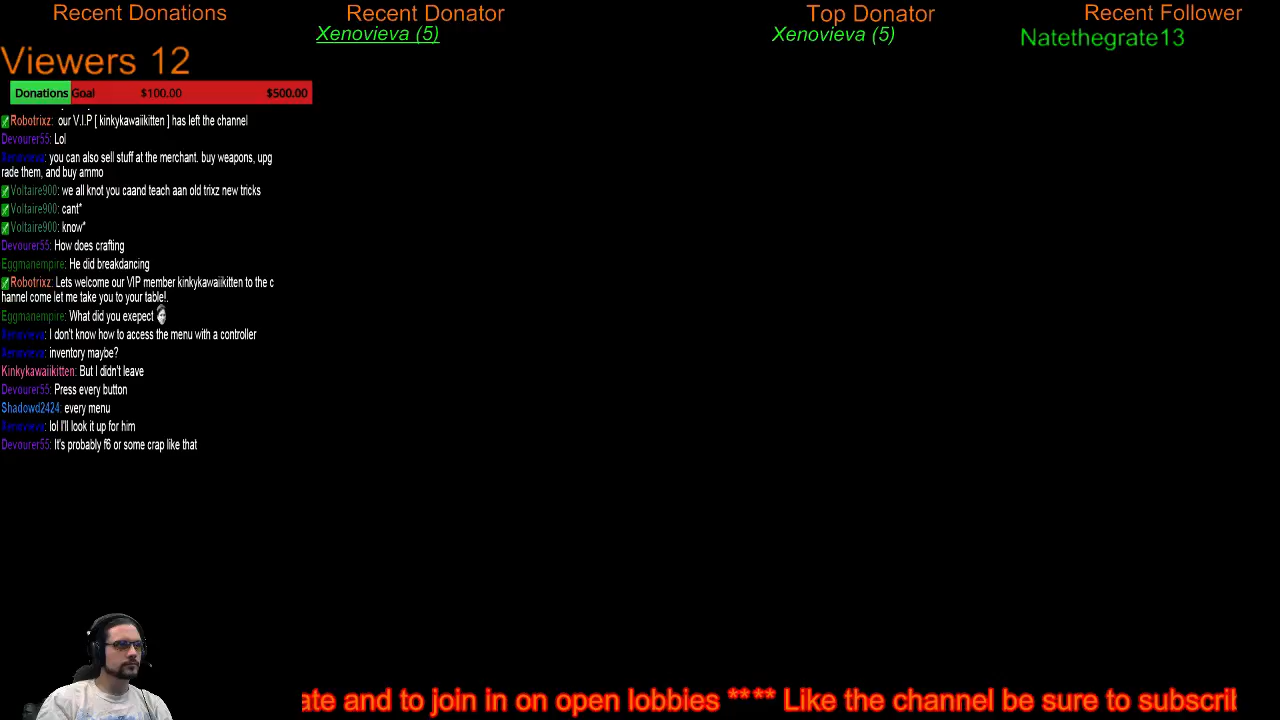 Recent Donations
Recent Donator
Top Donator
Recent Follower
Xenovieva (5)
Xenovieva (5)
Natethegrate13
Viewers 12
Donations Goal $100.00 $500.00
Robotrixz: our V.I.P [ kinkykawaiikitten ] has left the channel
Devourer55: Lol
Xenovieva: you can also sell stuff at the merchant. buy weapons, upg
rade them, and buy ammo
Voltaire900: we all knot you caand teach aan old trixz new tricks
Voltaire900: cant*
Voltaire900: know*
Devourer55: How does crafting
Eggmanempire: He did breakdancing
Robotrixz: Lets welcome our VIP member kinkykawaiikitten to the c
hannel come let me take you to your table!.
Eggmanempire: What did you exepect
Xenovieva: I don't know how to access the menu with a controller
Xenovieva: inventory maybe?
Kinkykawaiikitten: But I didn't leave
Devourer55: Press every button
Shadowd2424: every menu
Xenovieva: lol I'll look it up for him
Devourer55: It's probably f6 or some crap like that
ate and to join in on open lobbies **** Like the channel be sure to subscrib